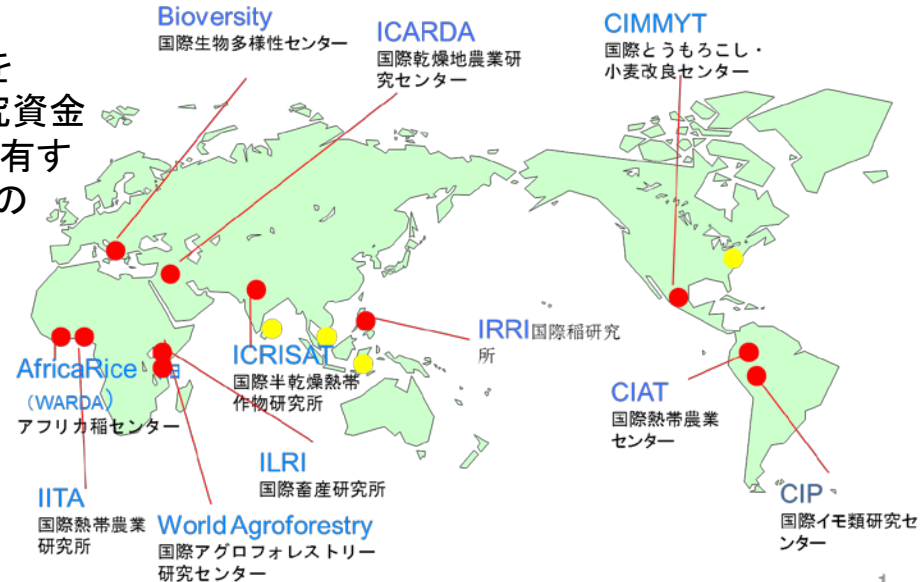 を
究資金
有す
の
Bioversity
国際生物多様性センター
ICARDA
国際乾燥地農業研
究センター
CIMMYT
国際とうもろこし・
小麦改良センター
IRRI国際稲研究
所
AfricaRice
（WARDA）
アフリカ稲センター
ICRISAT
国際半乾燥熱帯
作物研究所
CIAT
国際熱帯農業
センター
ILRI
国際畜産研究所
IITA
国際熱帯農業
研究所
World Agroforestry
国際アグロフォレストリー
研究センター
CIP
国際イモ類研究セ
ンター